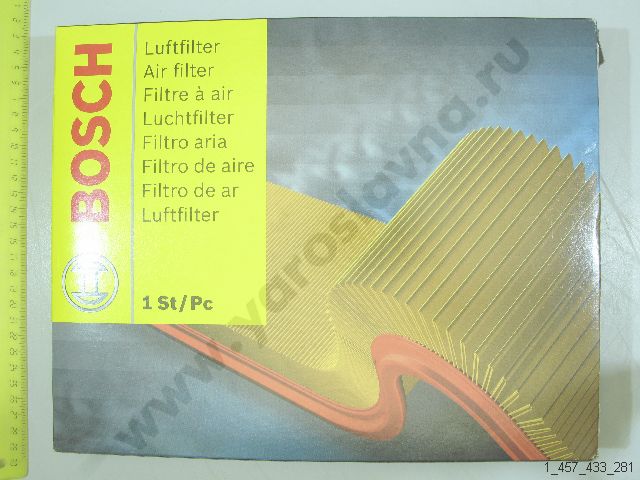 BOSCH
Luftfilter
Air filter
Filtre à air
Luchtfilter
Filtro aria
Filtro de aire
Filtro de ar
Luftfilter
1 St/Pc
www.yaroslavna.ru
1_457_433_281